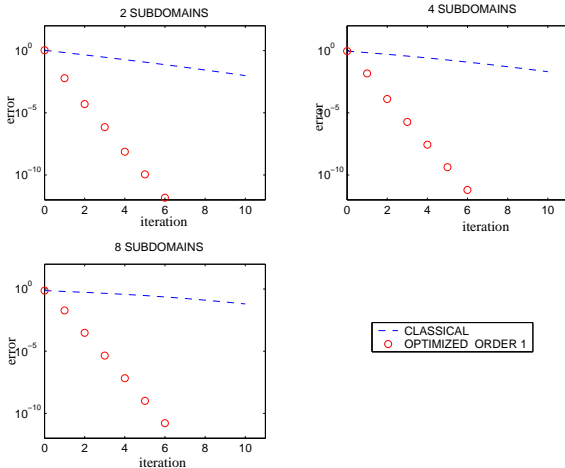 2 SUBDOMAINS
10^0
10^-5
10^-10
error
0 2 4 6 8 10
iteration
4 SUBDOMAINS
10^0
10^-5
10^-10
error
0 2 4 6 8 10
iteration
8 SUBDOMAINS
10^0
10^-5
10^-10
error
0 2 4 6 8 10
iteration
CLASSICAL
OPTIMIZED ORDER 1